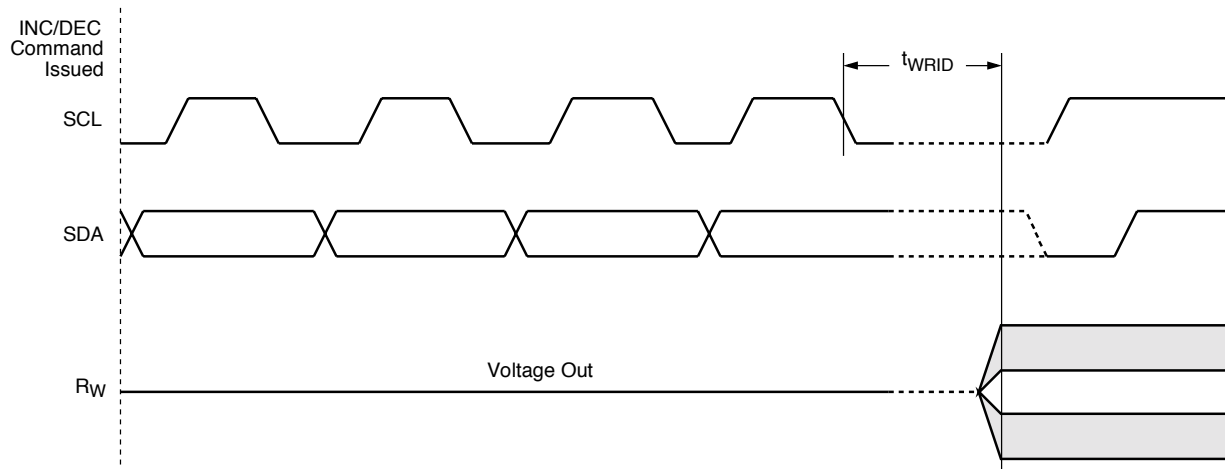 INC/DEC
Command
Issued
tWRID
SCL
SDA
Voltage Out
RW